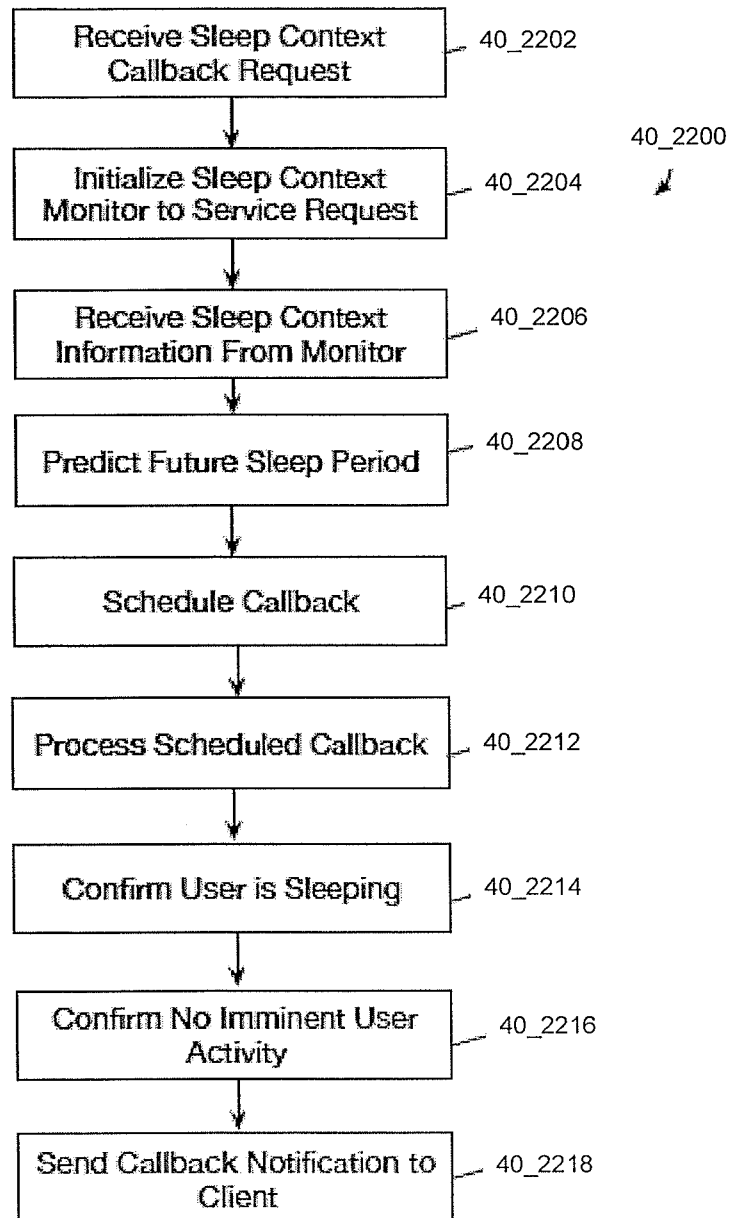 Receive Sleep Context
Callback Request
40_2202
40_2200
Initialize Sleep Context
Monitor to Service Request
40_2204
Receive Sleep Context
Information From Monitor
40_2206
Predict Future Sleep Period
40_2208
Schedule Callback
40_2210
Process Scheduled Callback
40_2212
Confirm User is Sleeping
40_2214
Confirm No Imminent User
Activity
40_2216
Send Callback Notification to
Client
40_2218